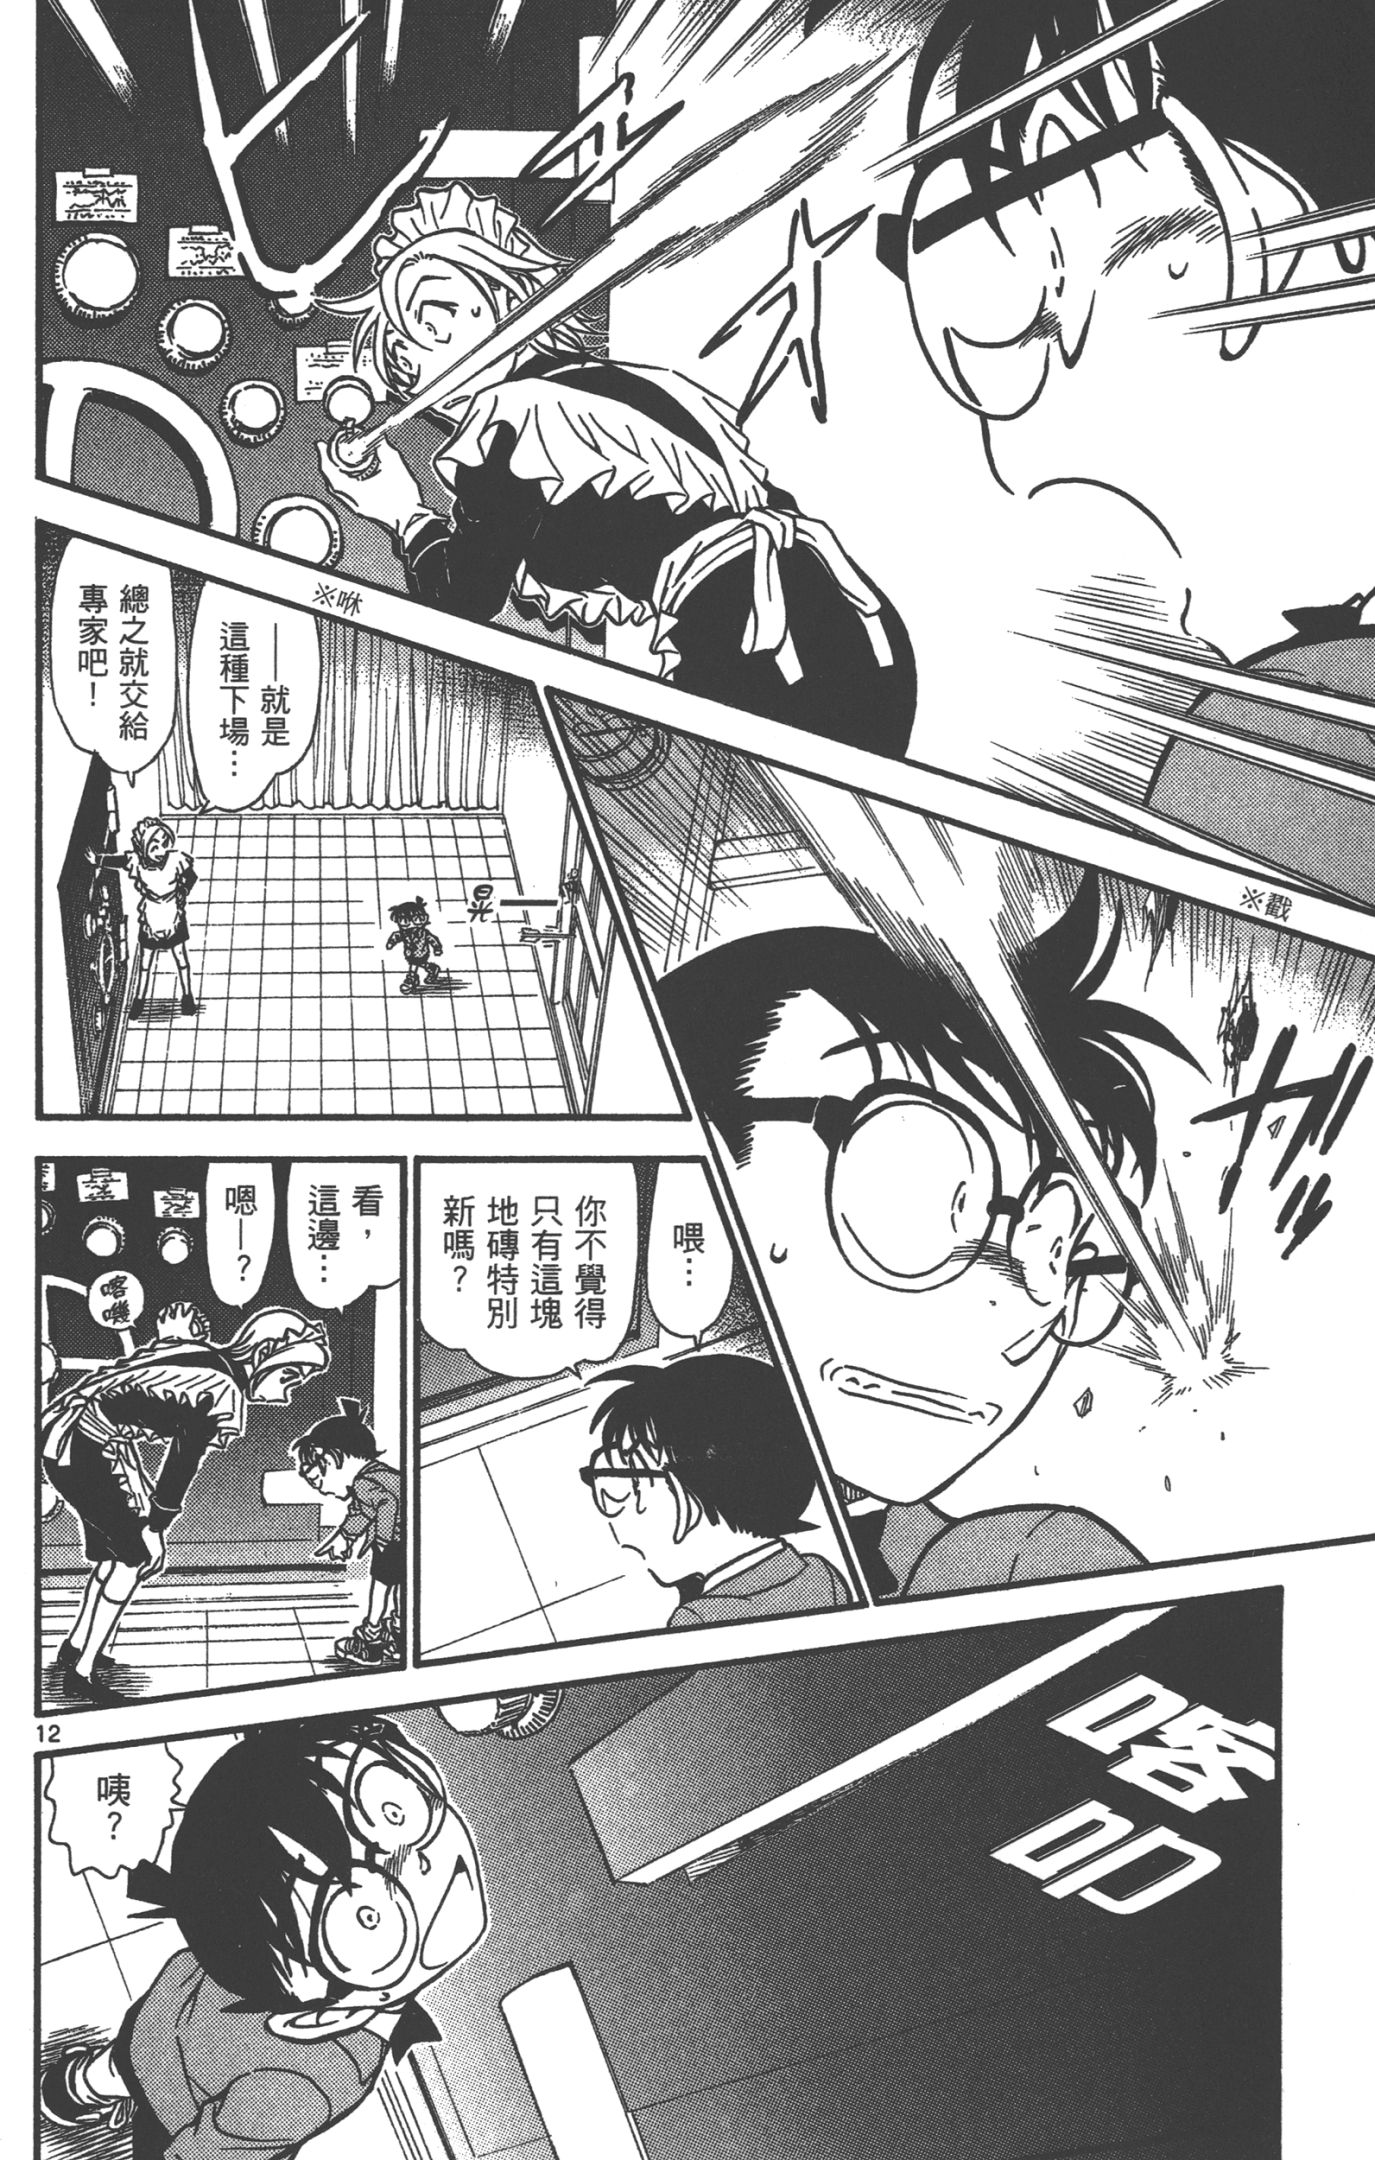 ※咻
※戳
——就是
這種下場…
總之就交給
專家吧！
晃——
喂…
你不覺得
只有這塊
地磚特別
新嗎？
看，
這邊…
嗯—？
喀嘰
喀叩
咦？
12